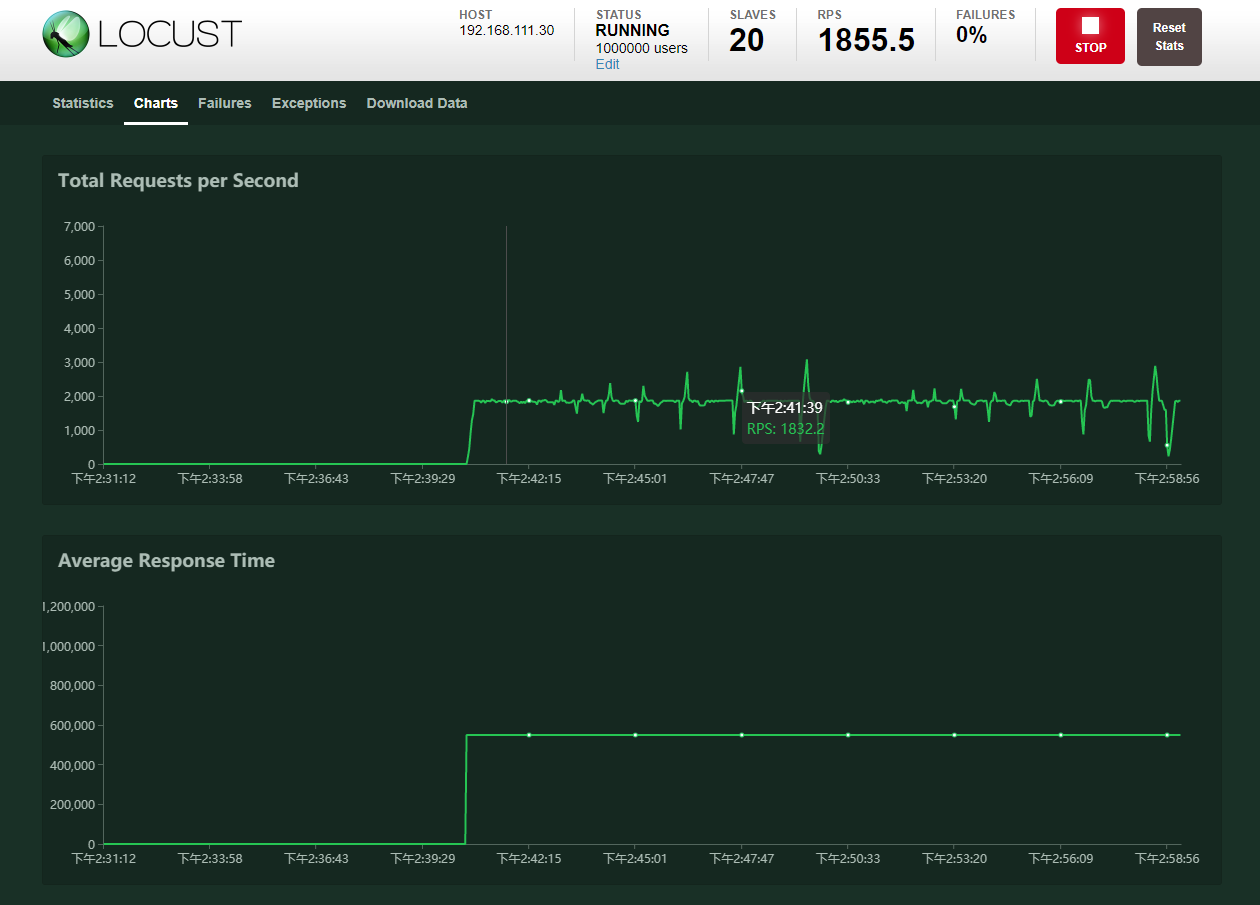 LOCUST
HOST
192.168.111.30
STATUS
RUNNING
1000000 users
Edit
SLAVES
20
RPS
1855.5
FAILURES
0%
STOP
Reset
Stats
Statistics Charts Failures Exceptions Download Data
Total Requests per Second
7,000
6,000
5,000
4,000
3,000
2,000
1,000
0
下午2:41:39
RPS: 1832.2
下午2:31:12 下午2:33:58 下午2:36:43 下午2:39:29 下午2:42:15 下午2:45:01 下午2:47:47 下午2:50:33 下午2:53:20 下午2:56:09 下午2:58:56
Average Response Time
1,200,000
1,000,000
800,000
600,000
400,000
200,000
0
下午2:31:12 下午2:33:58 下午2:36:43 下午2:39:29 下午2:42:15 下午2:45:01 下午2:47:47 下午2:50:33 下午2:53:20 下午2:56:09 下午2:58:56